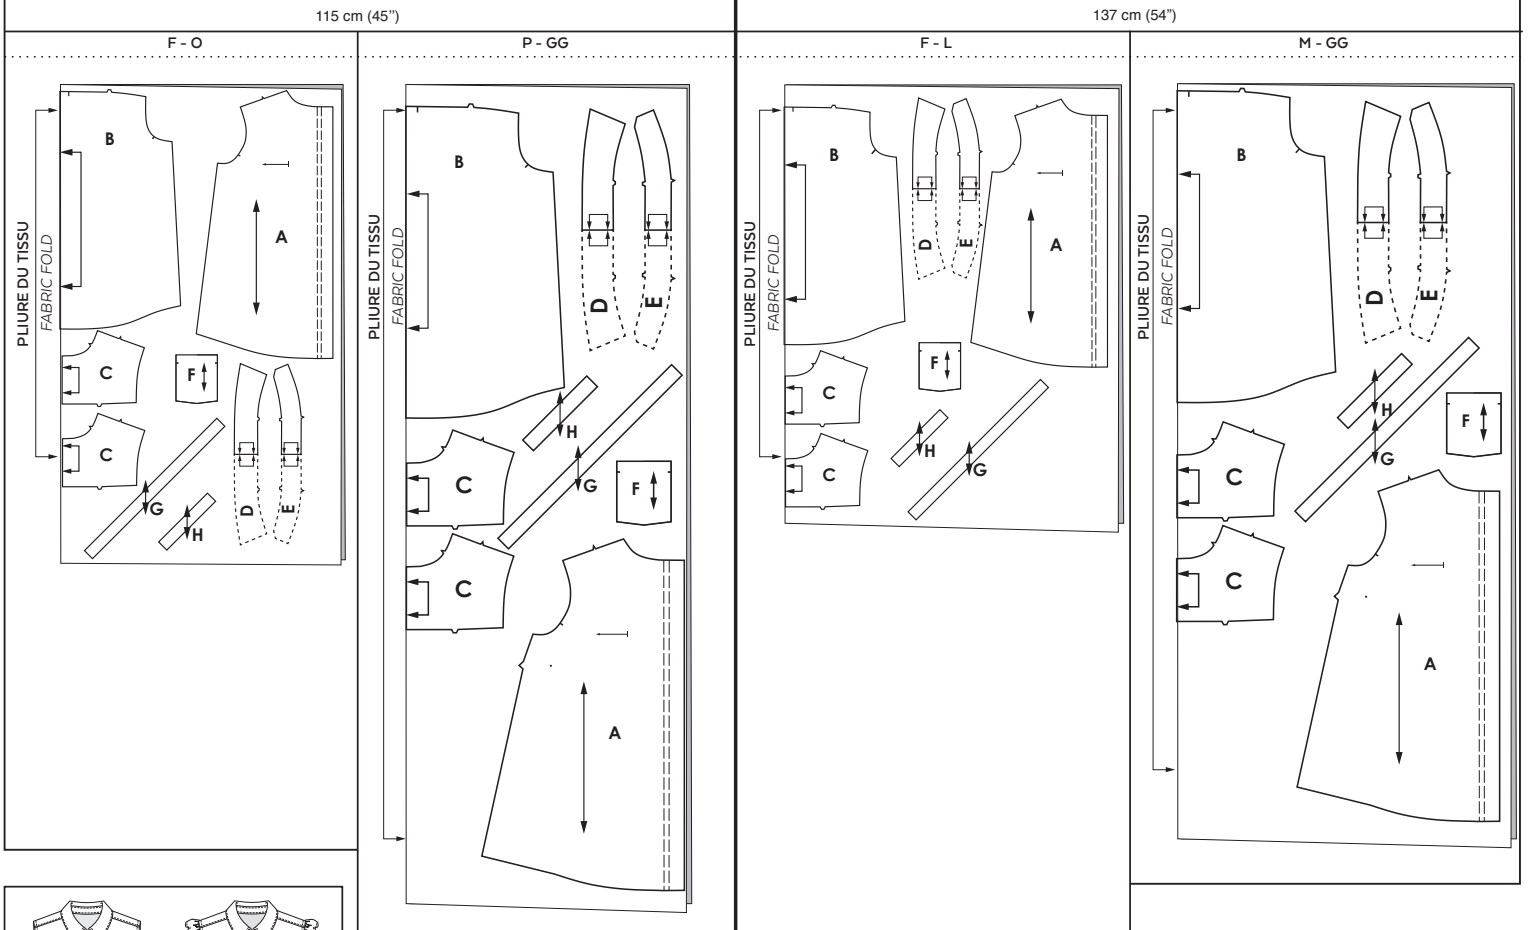 115 cm (45”)
137 cm (54”)
F - O
P - GG
F - L
M - GG
PLIURE DU TISSU
FABRIC FOLD
B
A
C
F
C
G
H
D
E
PLIURE DU TISSU
FABRIC FOLD
B
D
E
H
C
G
F
C
A
PLIURE DU TISSU
FABRIC FOLD
B
D
E
A
F
C
H
G
C
PLIURE DU TISSU
FABRIC FOLD
B
D
E
H
F
G
C
C
A